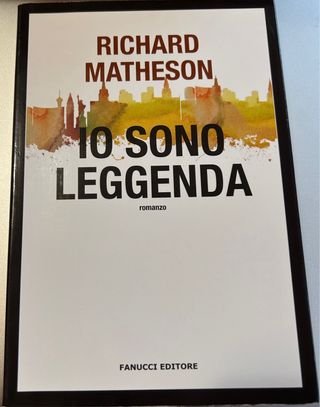 RICHARD
MATHESON
IO SONO
LEGGENDA
romanzo
FANUCCI EDITORE